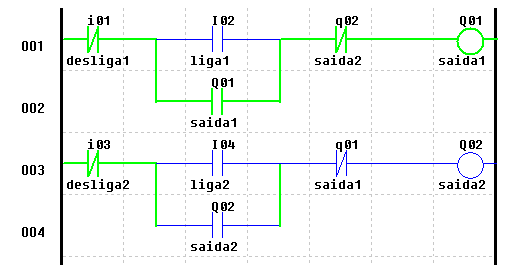 i01 I02 q02 Q01
001
desliga1 liga1 saida2 saida1
Q01
002
saida1
i03 I04 q01 Q02
003
desliga2 liga2 saida1 saida2
Q02
004
saida2